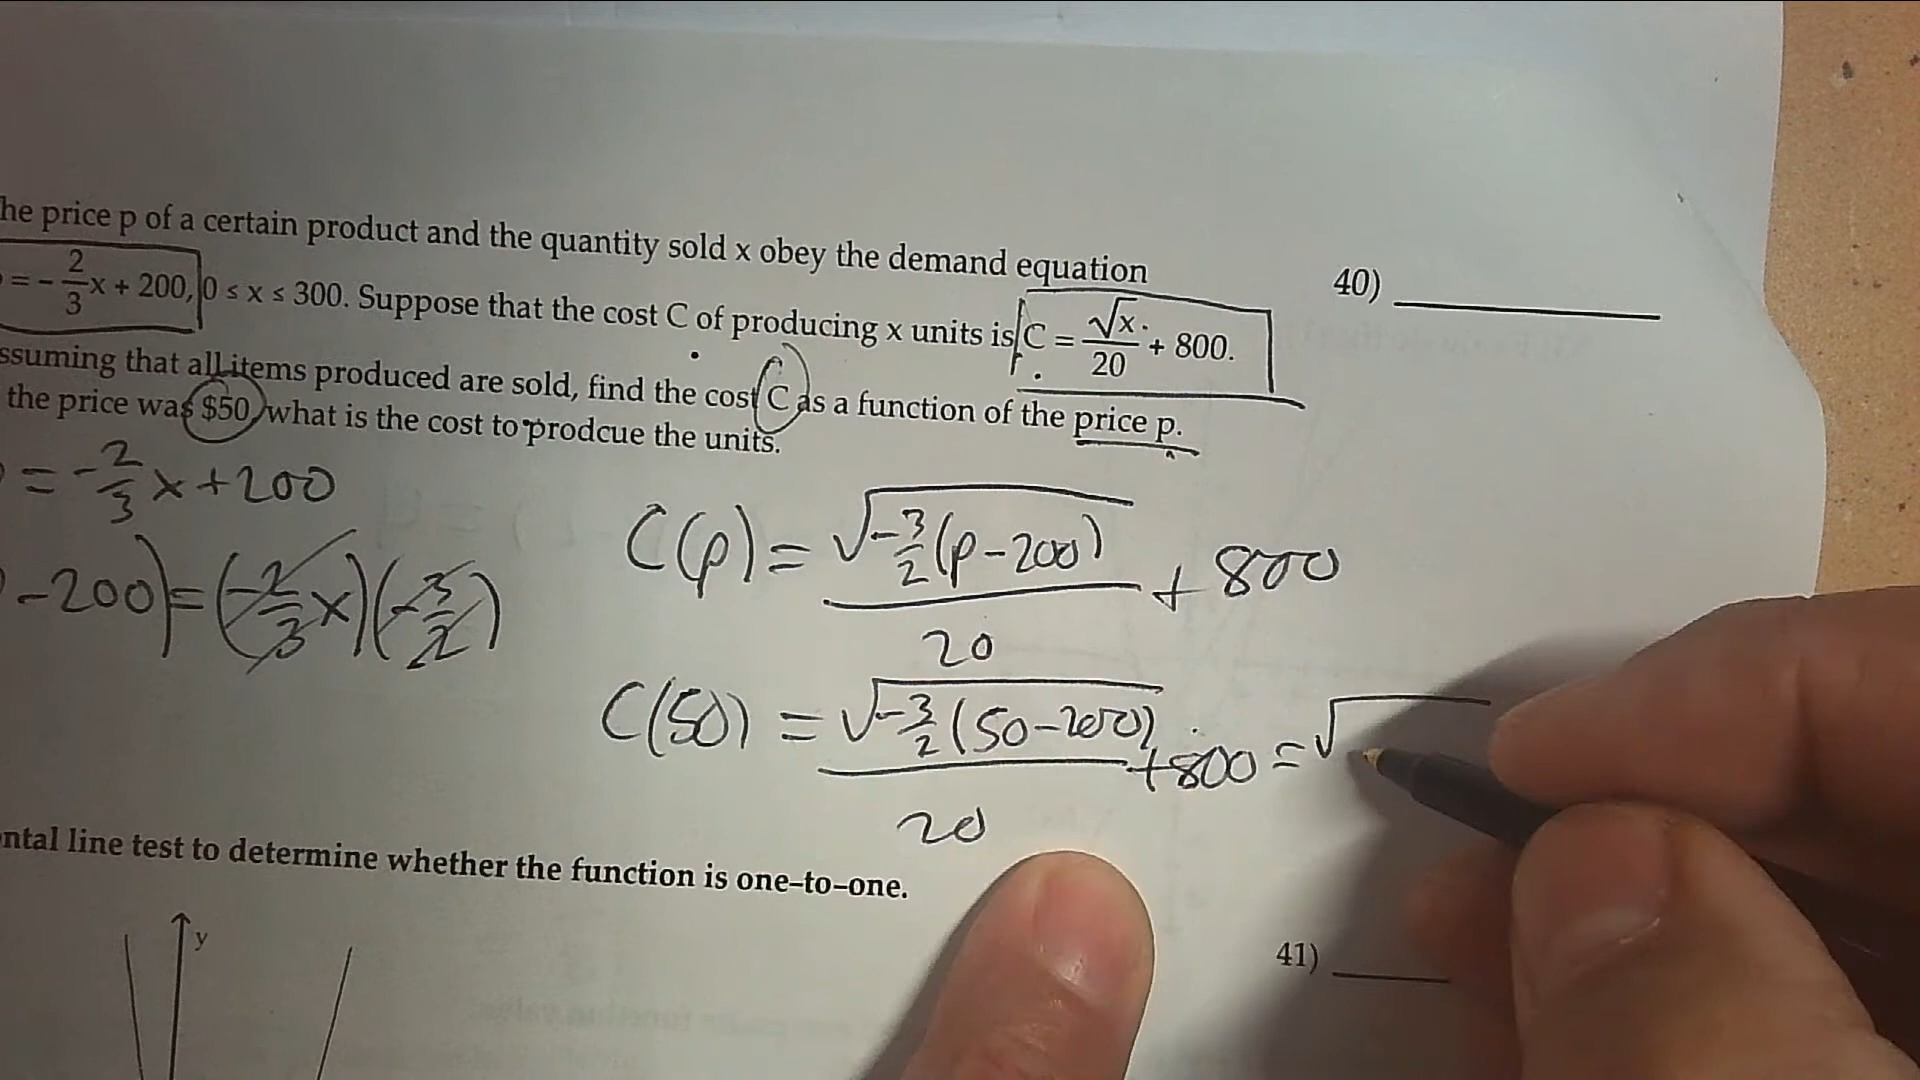 he price p of a certain product and the quantity sold x obey the demand equation
= - 2/3 x + 200, 0 ≤ x ≤ 300. Suppose that the cost C of producing x units is C = √x/20 + 800.
ssuming that all items produced are sold, find the cost C as a function of the price p.
the price was $50 what is the cost to prodcue the units.
40)
= -2/3 x + 200
- 200) = (-2/3 x)(-3/2)
C(p) = √(-3/2 (p - 200)) / 20 + 800
C(50) = √(-3/2 (50 - 200)) / 20 + 800 = √
ntal line test to determine whether the function is one-to-one.
y
41)